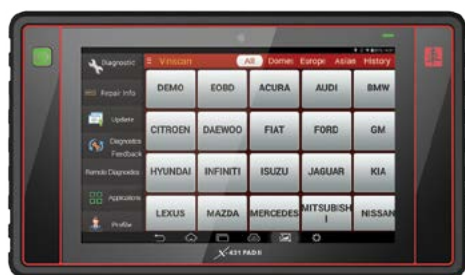 Diagnostic
Vinscan
All
Domes
Europe
Asian
History
Repair Info
DEMO
EOBD
ACURA
AUDI
BMW
Update
CITROEN
DAEWOO
FIAT
FORD
GM
Diagnostics
Feedback
Remote Diagnostics
HYUNDAI
INFINITI
ISUZU
JAGUAR
KIA
Applications
Profile
LEXUS
MAZDA
MERCEDES
MITSUBISH
I
NISSAN
X-431 PAD II